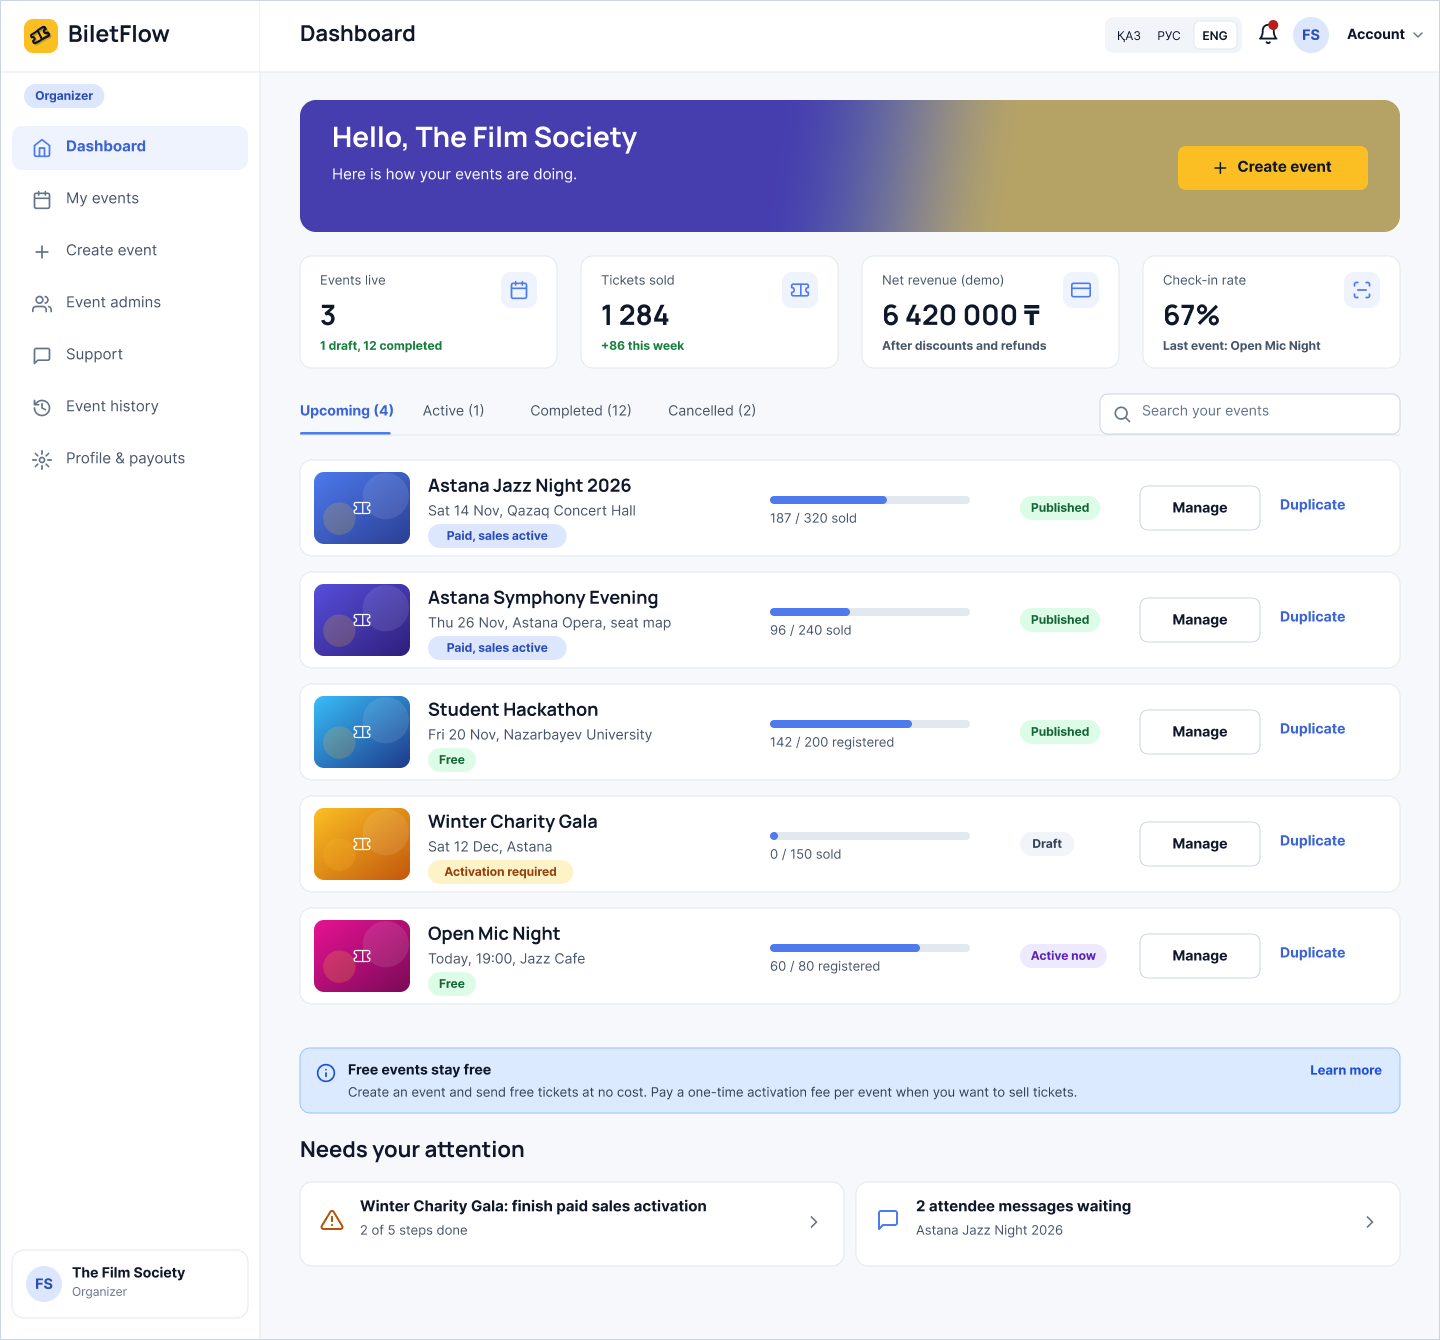 BiletFlow
Dashboard
ҚАЗ
РУС
ENG
FS
Account
Organizer
Dashboard
My events
Create event
Event admins
Support
Event history
Profile & payouts
Hello, The Film Society
Here is how your events are doing.
Create event
Events live
3
1 draft, 12 completed
Tickets sold
1 284
+86 this week
Net revenue (demo)
6 420 000 ₸
After discounts and refunds
Check-in rate
67%
Last event: Open Mic Night
Upcoming (4)
Active (1)
Completed (12)
Cancelled (2)
Search your events
Astana Jazz Night 2026
Sat 14 Nov, Qazaq Concert Hall
Paid, sales active
187 / 320 sold
Published
Manage
Duplicate
Astana Symphony Evening
Thu 26 Nov, Astana Opera, seat map
Paid, sales active
96 / 240 sold
Published
Manage
Duplicate
Student Hackathon
Fri 20 Nov, Nazarbayev University
Free
142 / 200 registered
Published
Manage
Duplicate
Winter Charity Gala
Sat 12 Dec, Astana
Activation required
0 / 150 sold
Draft
Manage
Duplicate
Open Mic Night
Today, 19:00, Jazz Cafe
Free
60 / 80 registered
Active now
Manage
Duplicate
Free events stay free
Create an event and send free tickets at no cost. Pay a one-time activation fee per event when you want to sell tickets.
Learn more
Needs your attention
Winter Charity Gala: finish paid sales activation
2 of 5 steps done
2 attendee messages waiting
Astana Jazz Night 2026
FS
The Film Society
Organizer